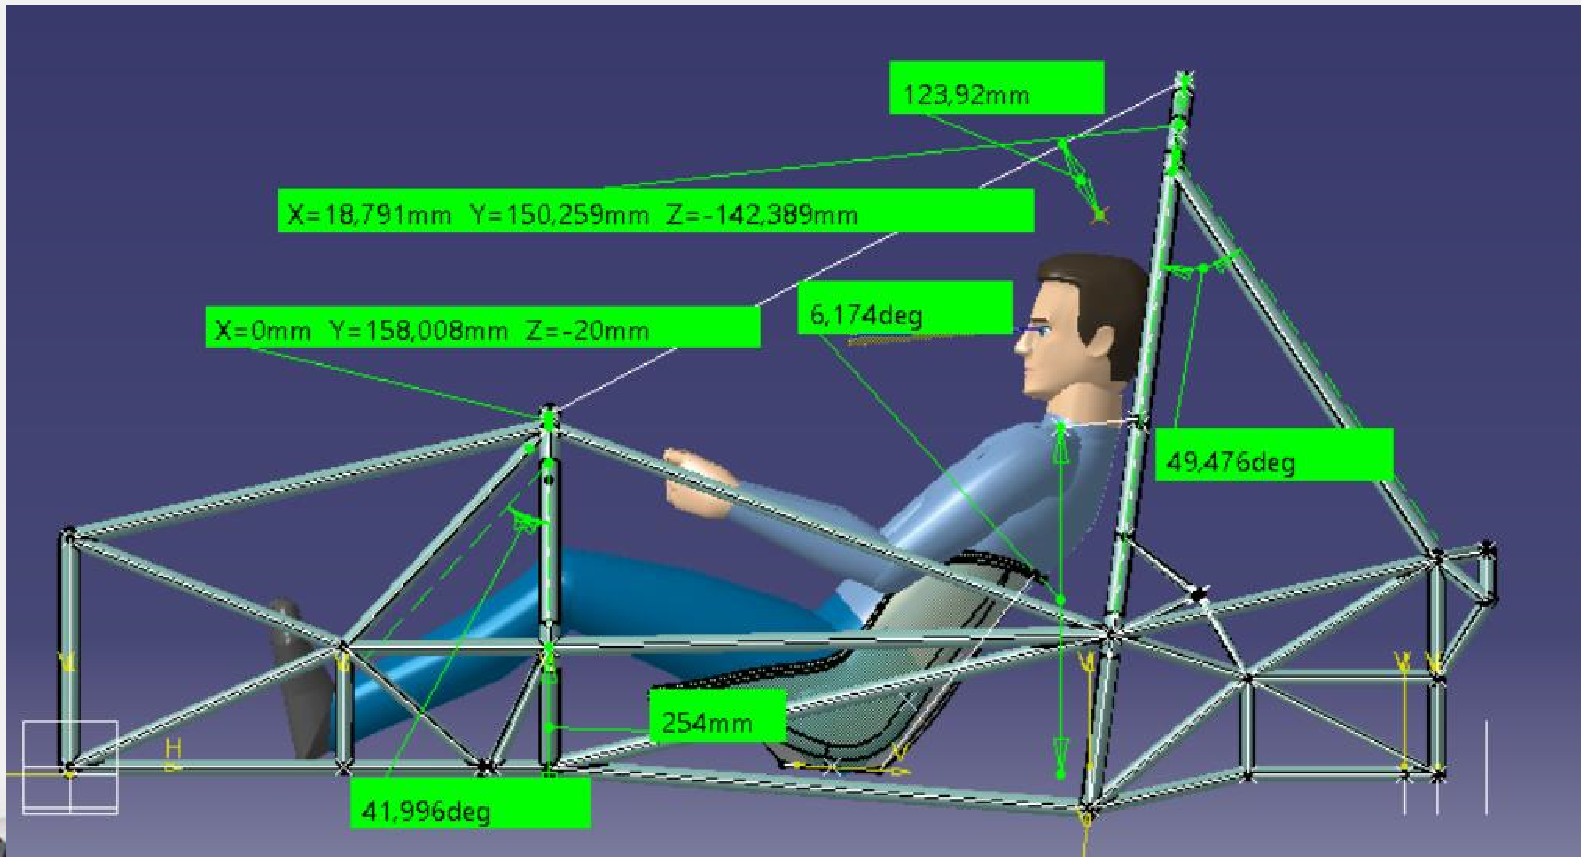 123,92mm
X=18,791mm Y=150,259mm Z=-142,389mm
X=0mm Y=158,008mm Z=-20mm
6,174deg
49,476deg
254mm
H
V
41,996deg